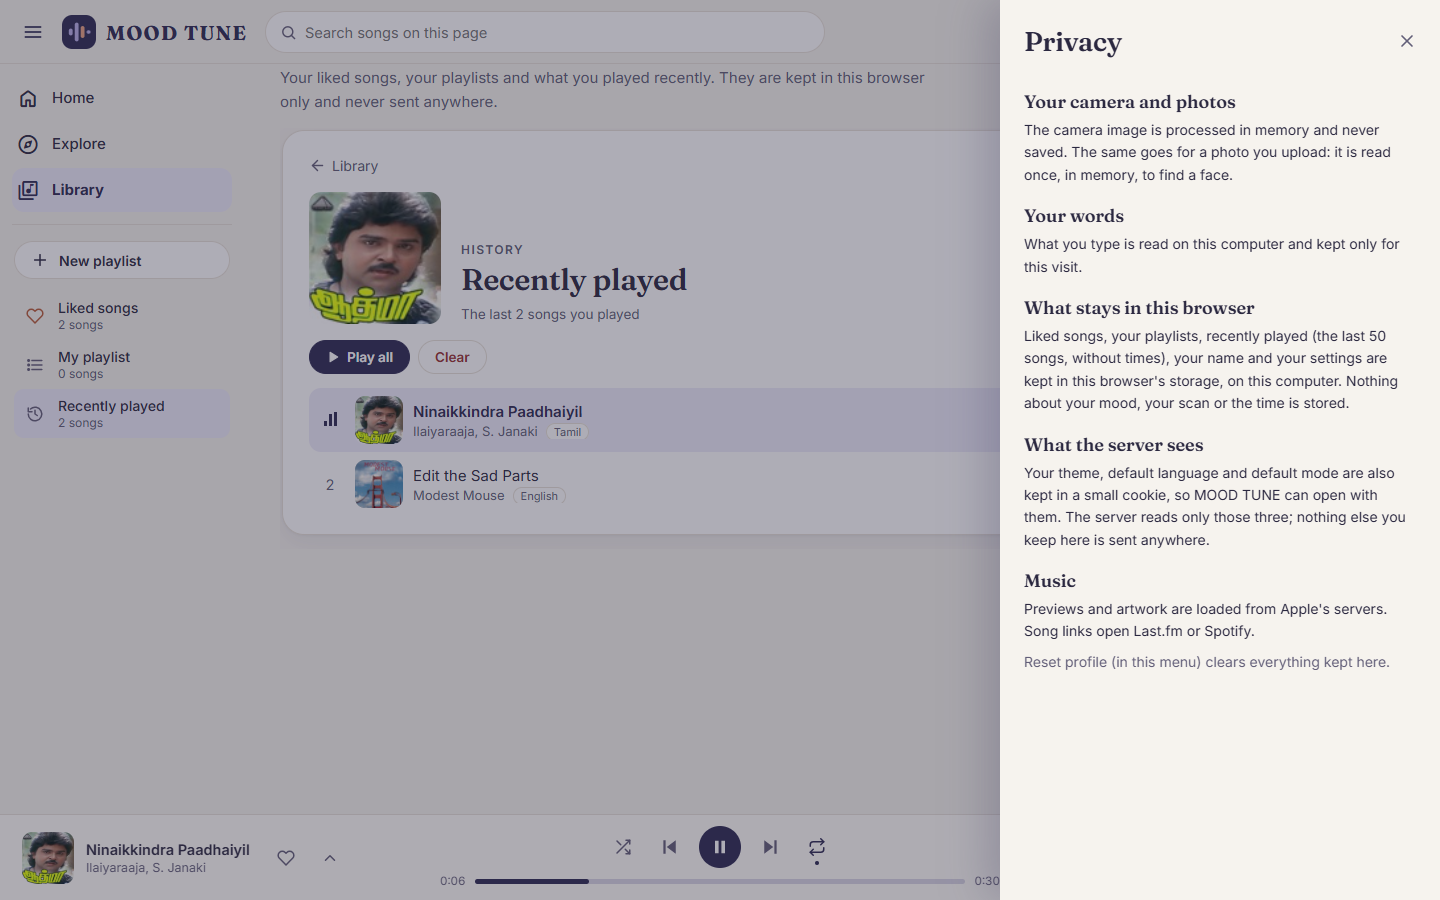 MOOD TUNE
Search songs on this page
Home
Explore
Library
New playlist
Liked songs
2 songs
My playlist
0 songs
Recently played
2 songs
Your liked songs, your playlists and what you played recently. They are kept in this browser
only and never sent anywhere.
Library
ஆத்மா
HISTORY
Recently played
The last 2 songs you played
Play all
Clear
ஆத்மா
Ninaikkindra Paadhaiyil
Ilaiyaraaja, S. Janaki
Tamil
2
Edit the Sad Parts
Modest Mouse
English
ஆத்மா
Ninaikkindra Paadhaiyil
Ilaiyaraaja, S. Janaki
0:06
0:30
Privacy
Your camera and photos
The camera image is processed in memory and never
saved. The same goes for a photo you upload: it is read
once, in memory, to find a face.
Your words
What you type is read on this computer and kept only for
this visit.
What stays in this browser
Liked songs, your playlists, recently played (the last 50
songs, without times), your name and your settings are
kept in this browser's storage, on this computer. Nothing
about your mood, your scan or the time is stored.
What the server sees
Your theme, default language and default mode are also
kept in a small cookie, so MOOD TUNE can open with
them. The server reads only those three; nothing else you
keep here is sent anywhere.
Music
Previews and artwork are loaded from Apple's servers.
Song links open Last.fm or Spotify.
Reset profile (in this menu) clears everything kept here.